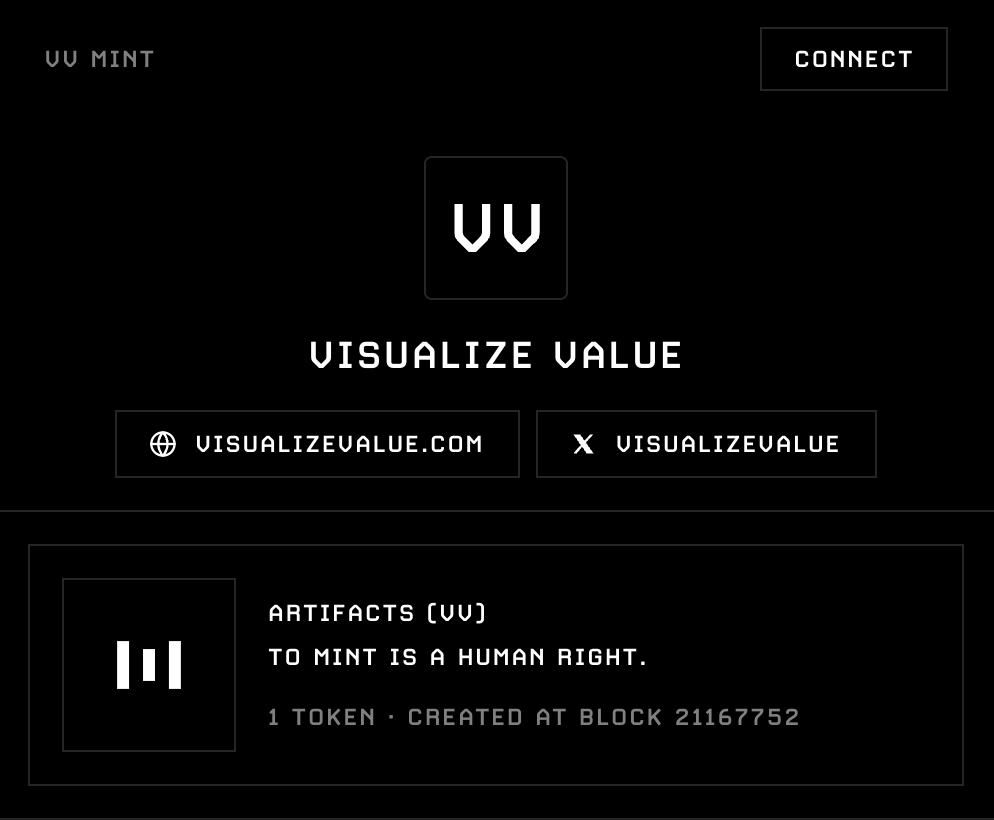 VV MINT
CONNECT
VV
VISUALIZE VALUE
VISUALIZEVALUE.COM
X VISUALIZEVALUE
ARTIFACTS (VV)
TO MINT IS A HUMAN RIGHT.
1 TOKEN · CREATED AT BLOCK 21167752